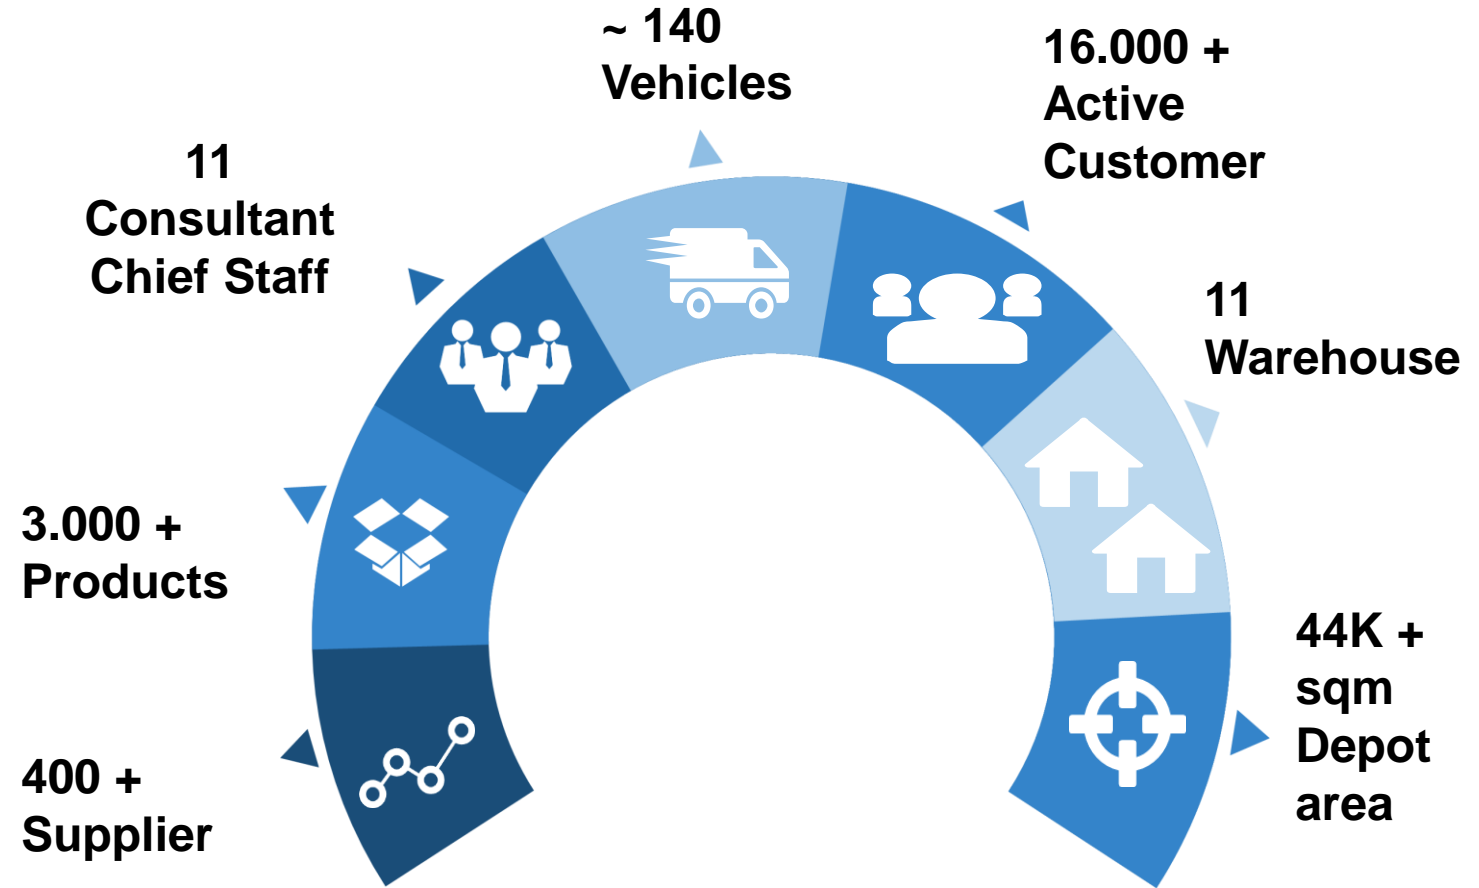 ~ 140
Vehicles
16.000 +
Active
Customer
11
Consultant
Chief Staff
11
Warehouse
3.000 +
Products
44K +
sqm
Depot
area
400 +
Supplier